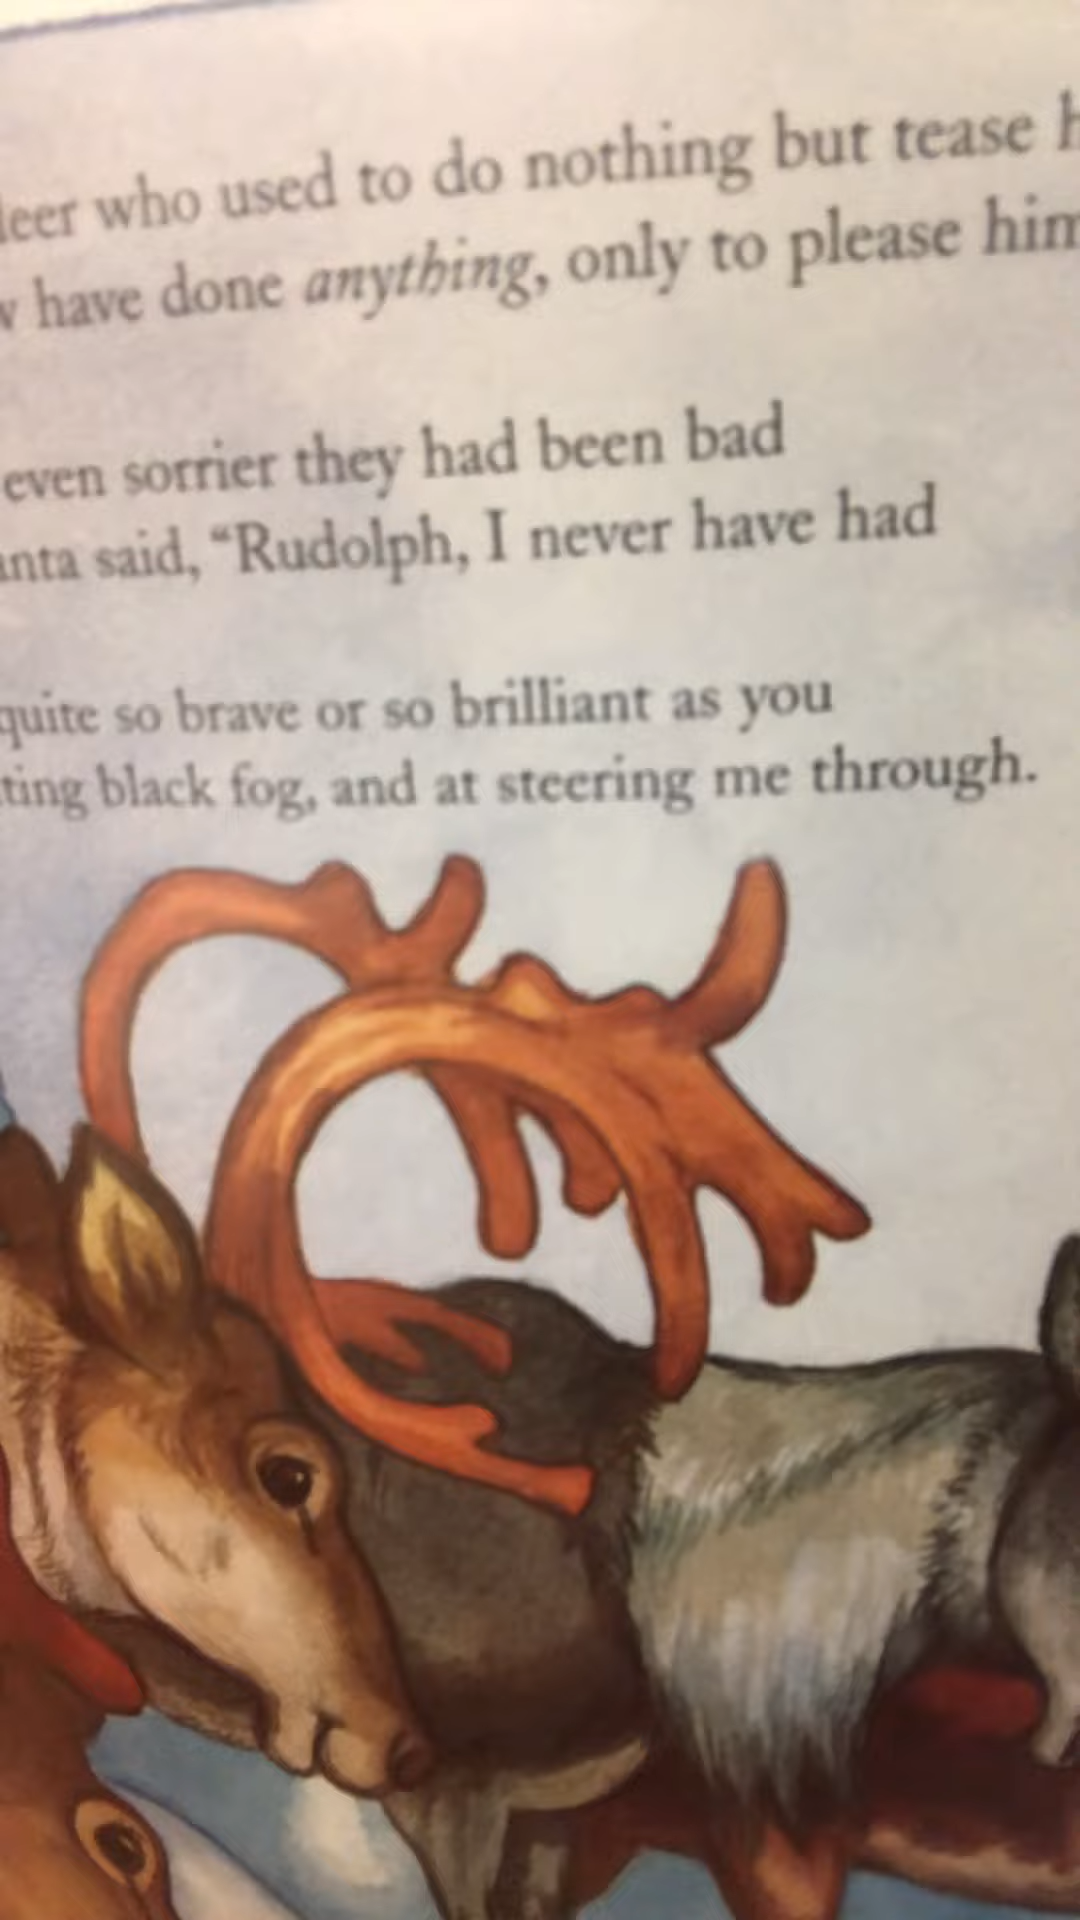 leer who used to do nothing but tease h
w have done anything, only to please him
even sorrier they had been bad
anta said, “Rudolph, I never have had
quite so brave or so brilliant as you
ting black fog, and at steering me through.